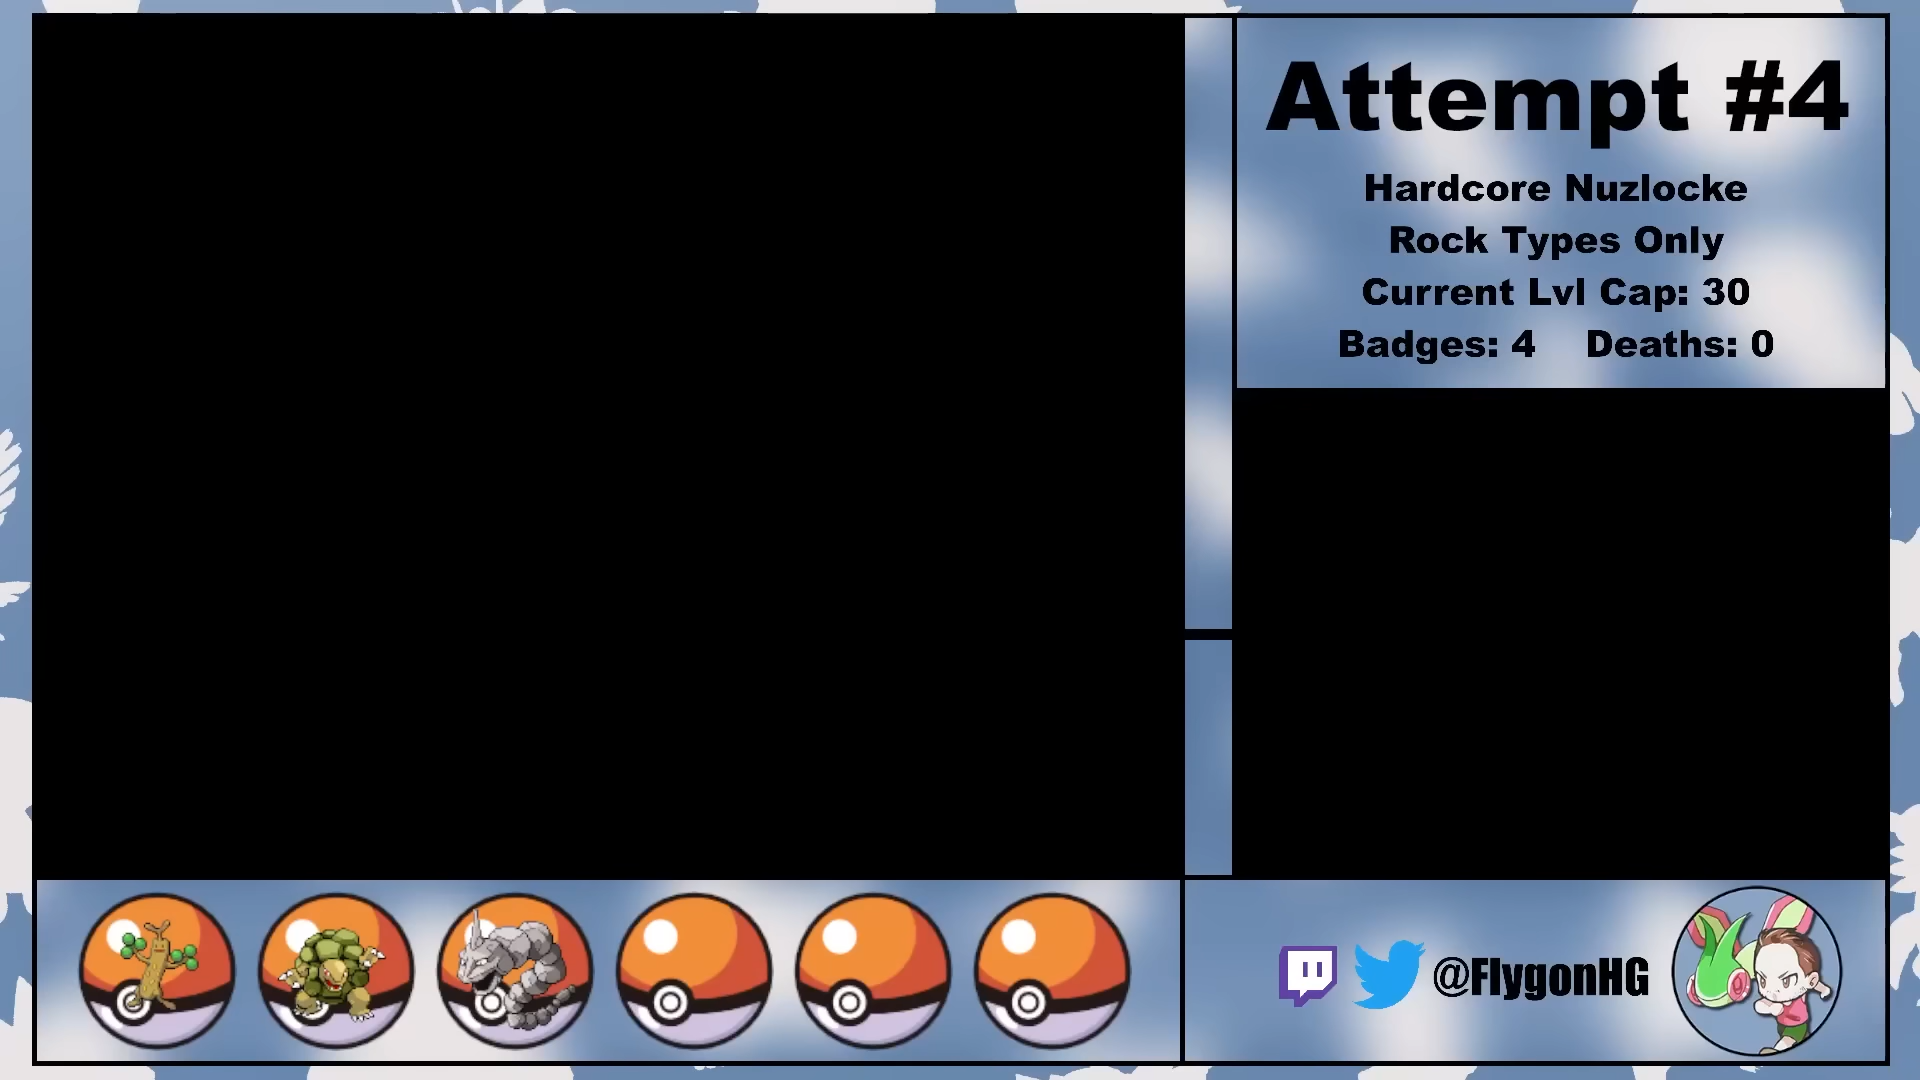 Attempt #4
Hardcore Nuzlocke
Rock Types Only
Current Lvl Cap: 30
Badges: 4 Deaths: 0
@FlygonHG